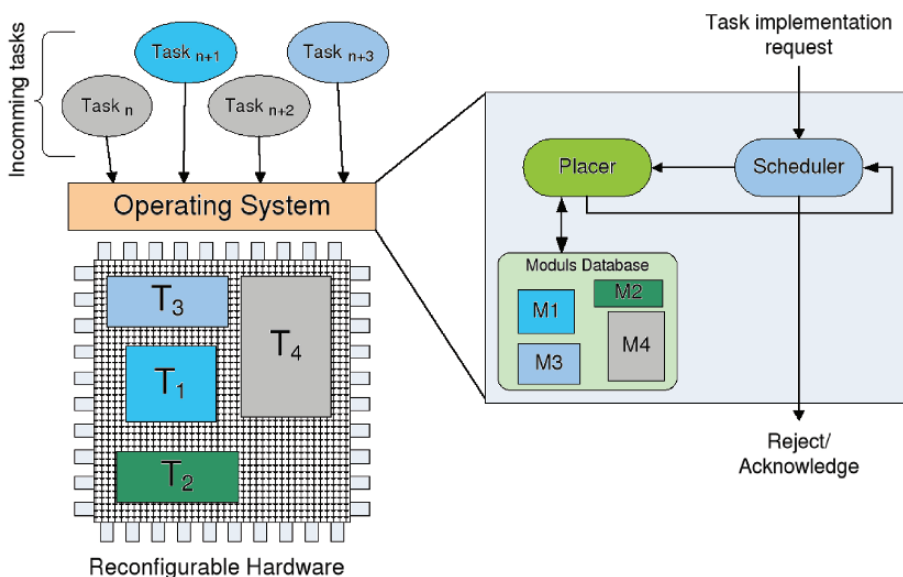 Incomming tasks
Task n
Task n+1
Task n+2
Task n+3
Operating System
T3
T4
T1
T2
Reconfigurable Hardware
Task implementation
request
Placer
Scheduler
Moduls Database
M1
M2
M3
M4
Reject/
Acknowledge